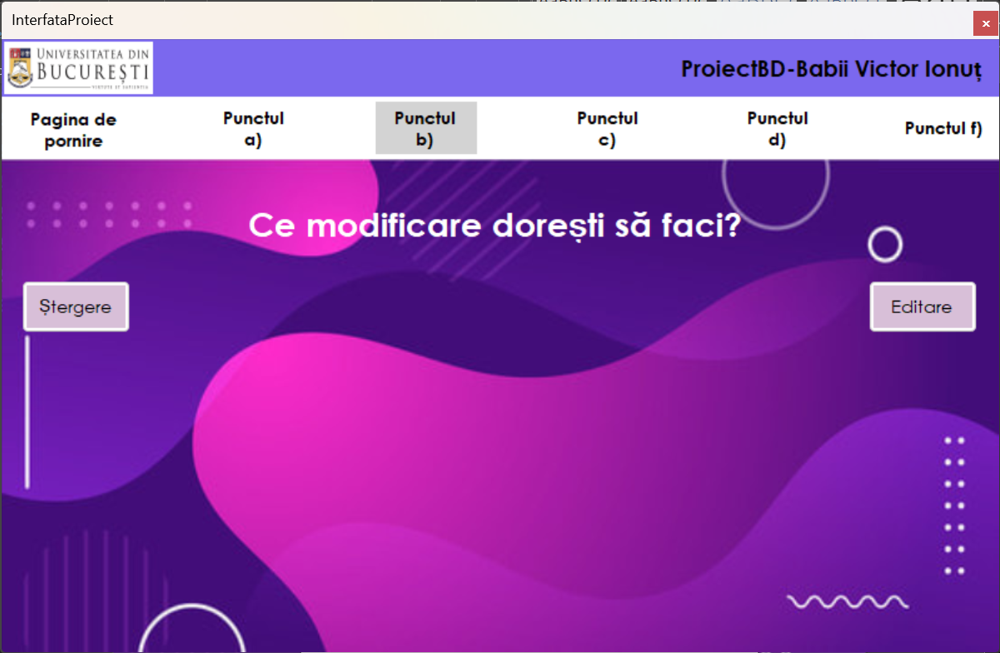 InterfataProiect
x
UNIVERSITATEA DIN
BUCUREȘTI
VIRTUTE ET SAPIENTIA
ProiectBD-Babii Victor Ionuț
Pagina de
pornire
Punctul
a)
Punctul
b)
Punctul
c)
Punctul
d)
Punctul f)
Ce modificare dorești să faci?
Ștergere
Editare